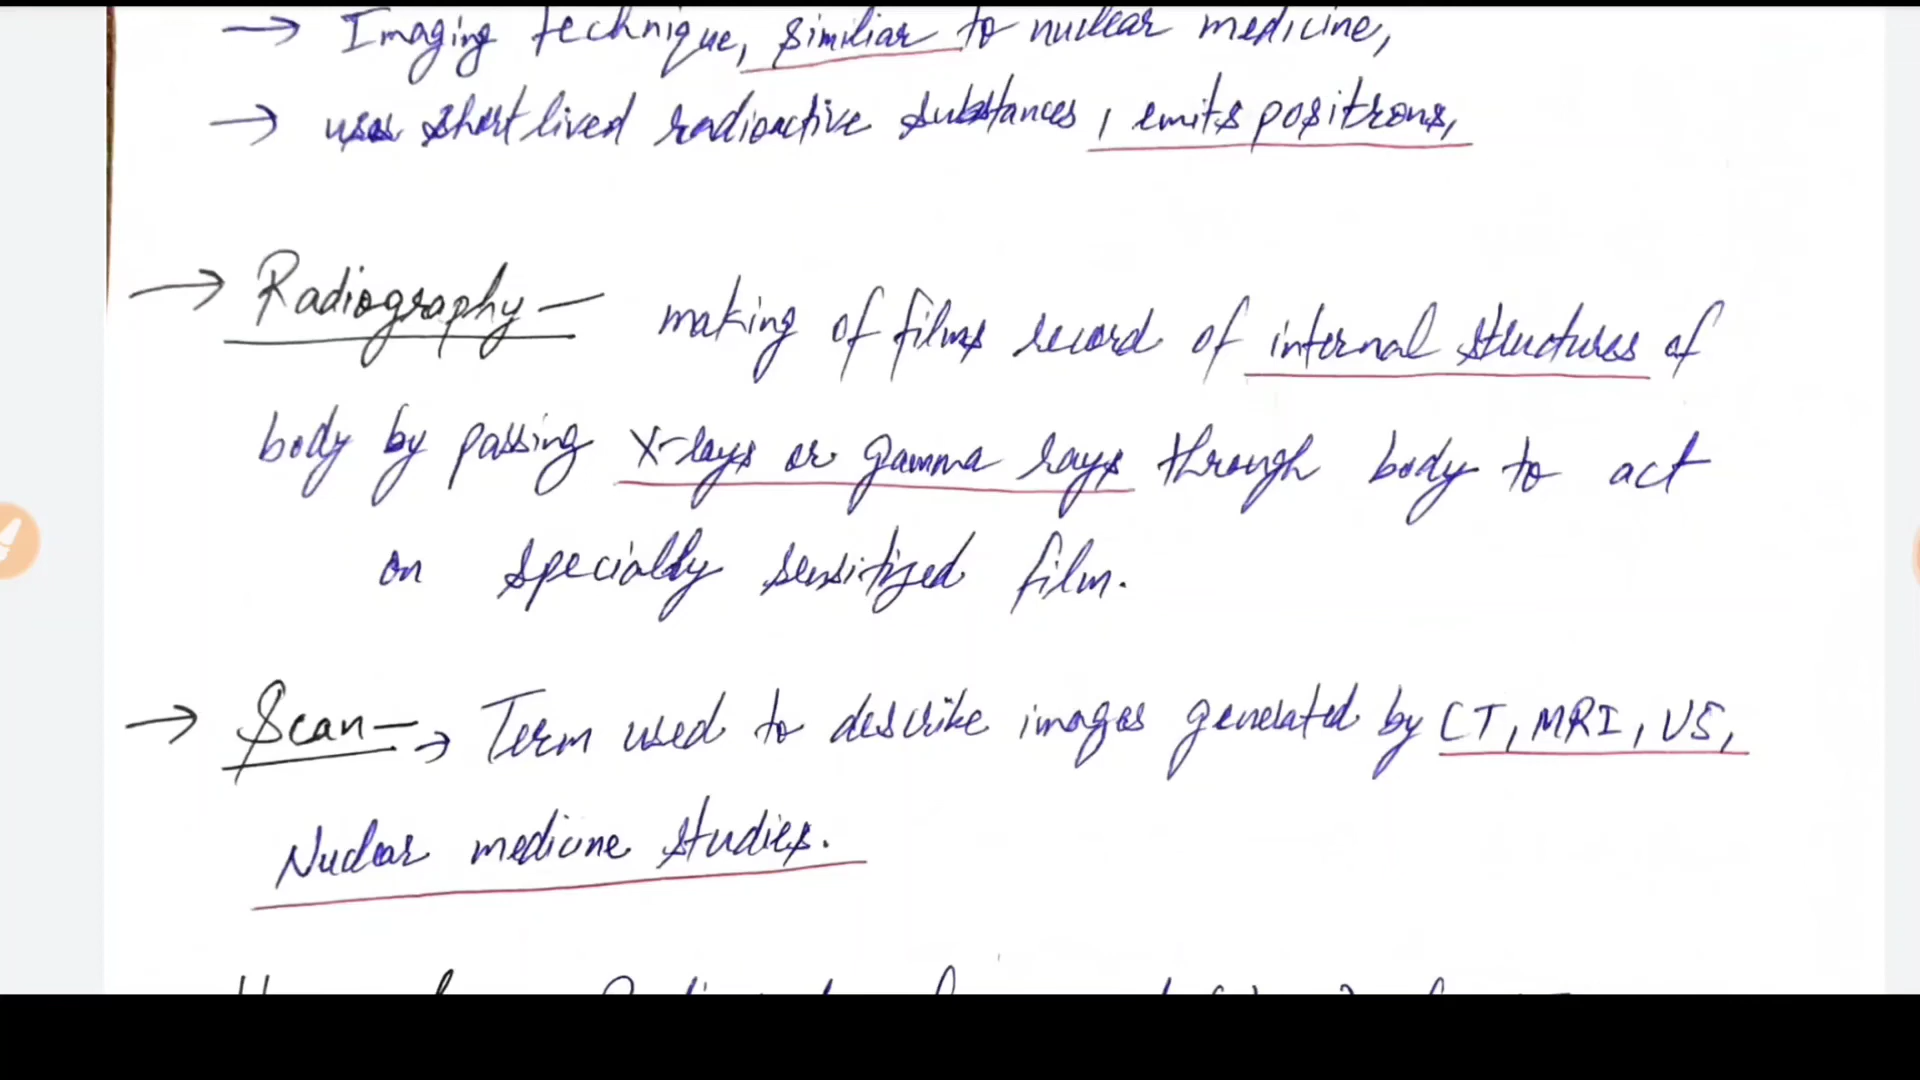 → Imaging technique, similiar to nuclear medicine,
→ uses short lived radioactive substances, emits positrons,
→ Radiography – making of films record of internal structures of
body by passing X-rays or gamma rays through body to act
on specially sensitized film.
→ Scan – → Term used to describe images generated by CT, MRI, US,
Nuclear medicine studies.